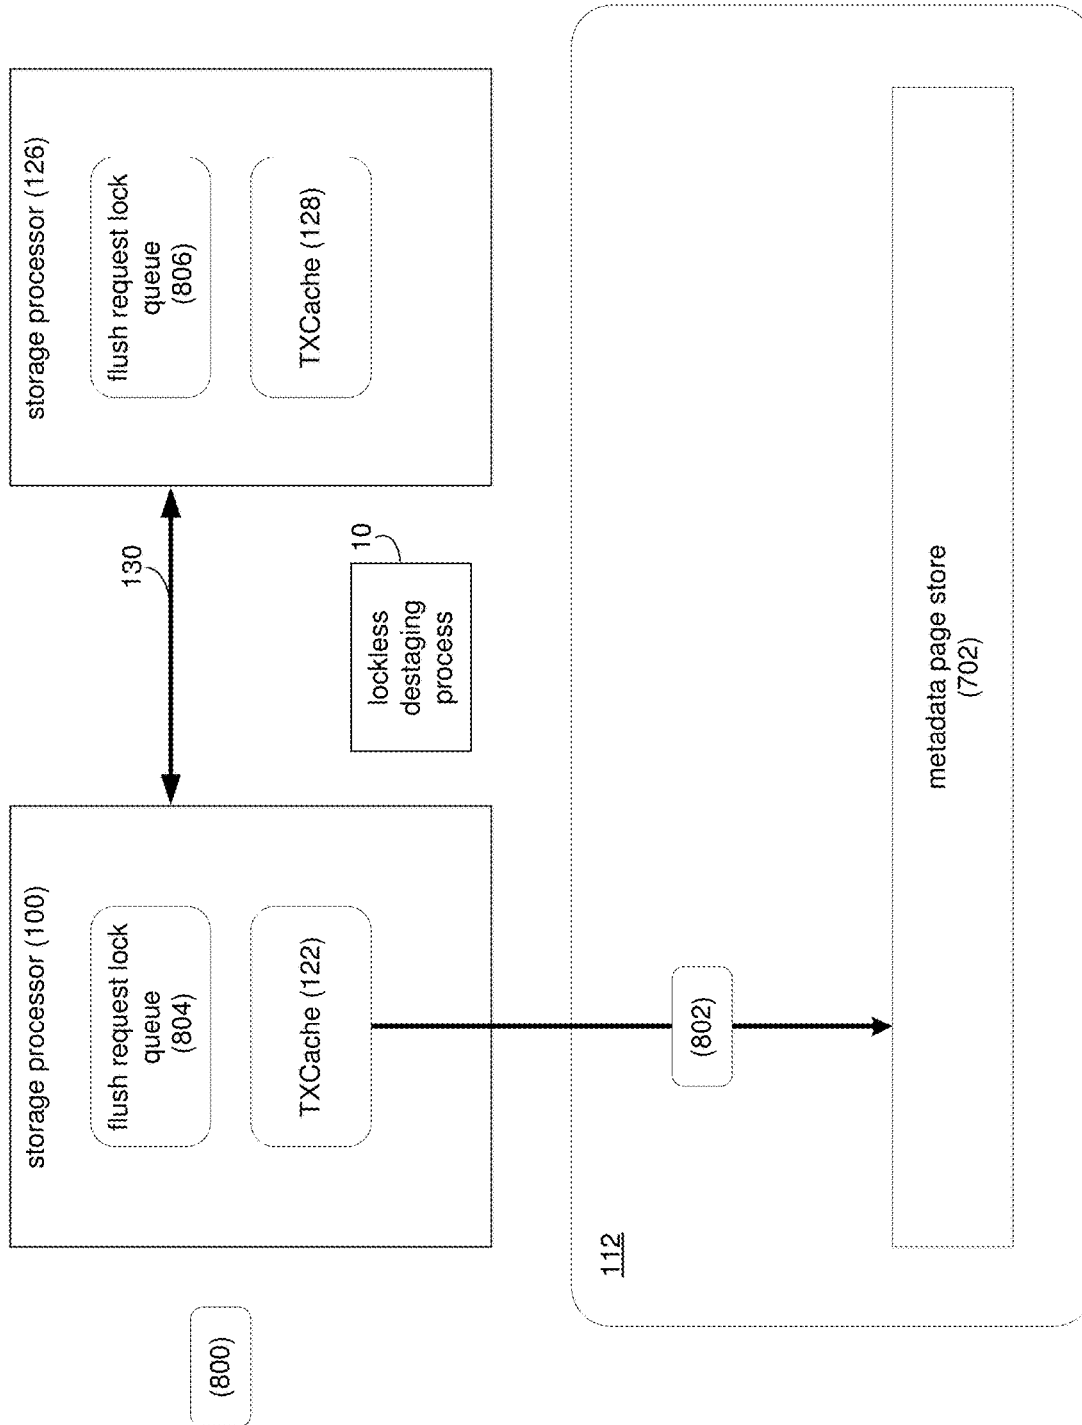 (800)
storage processor (100)
flush request lock
queue
(804)
TXCache (122)
130
10
lockless
destaging
process
storage processor (126)
flush request lock
queue
(806)
TXCache (128)
112
(802)
metadata page store
(702)